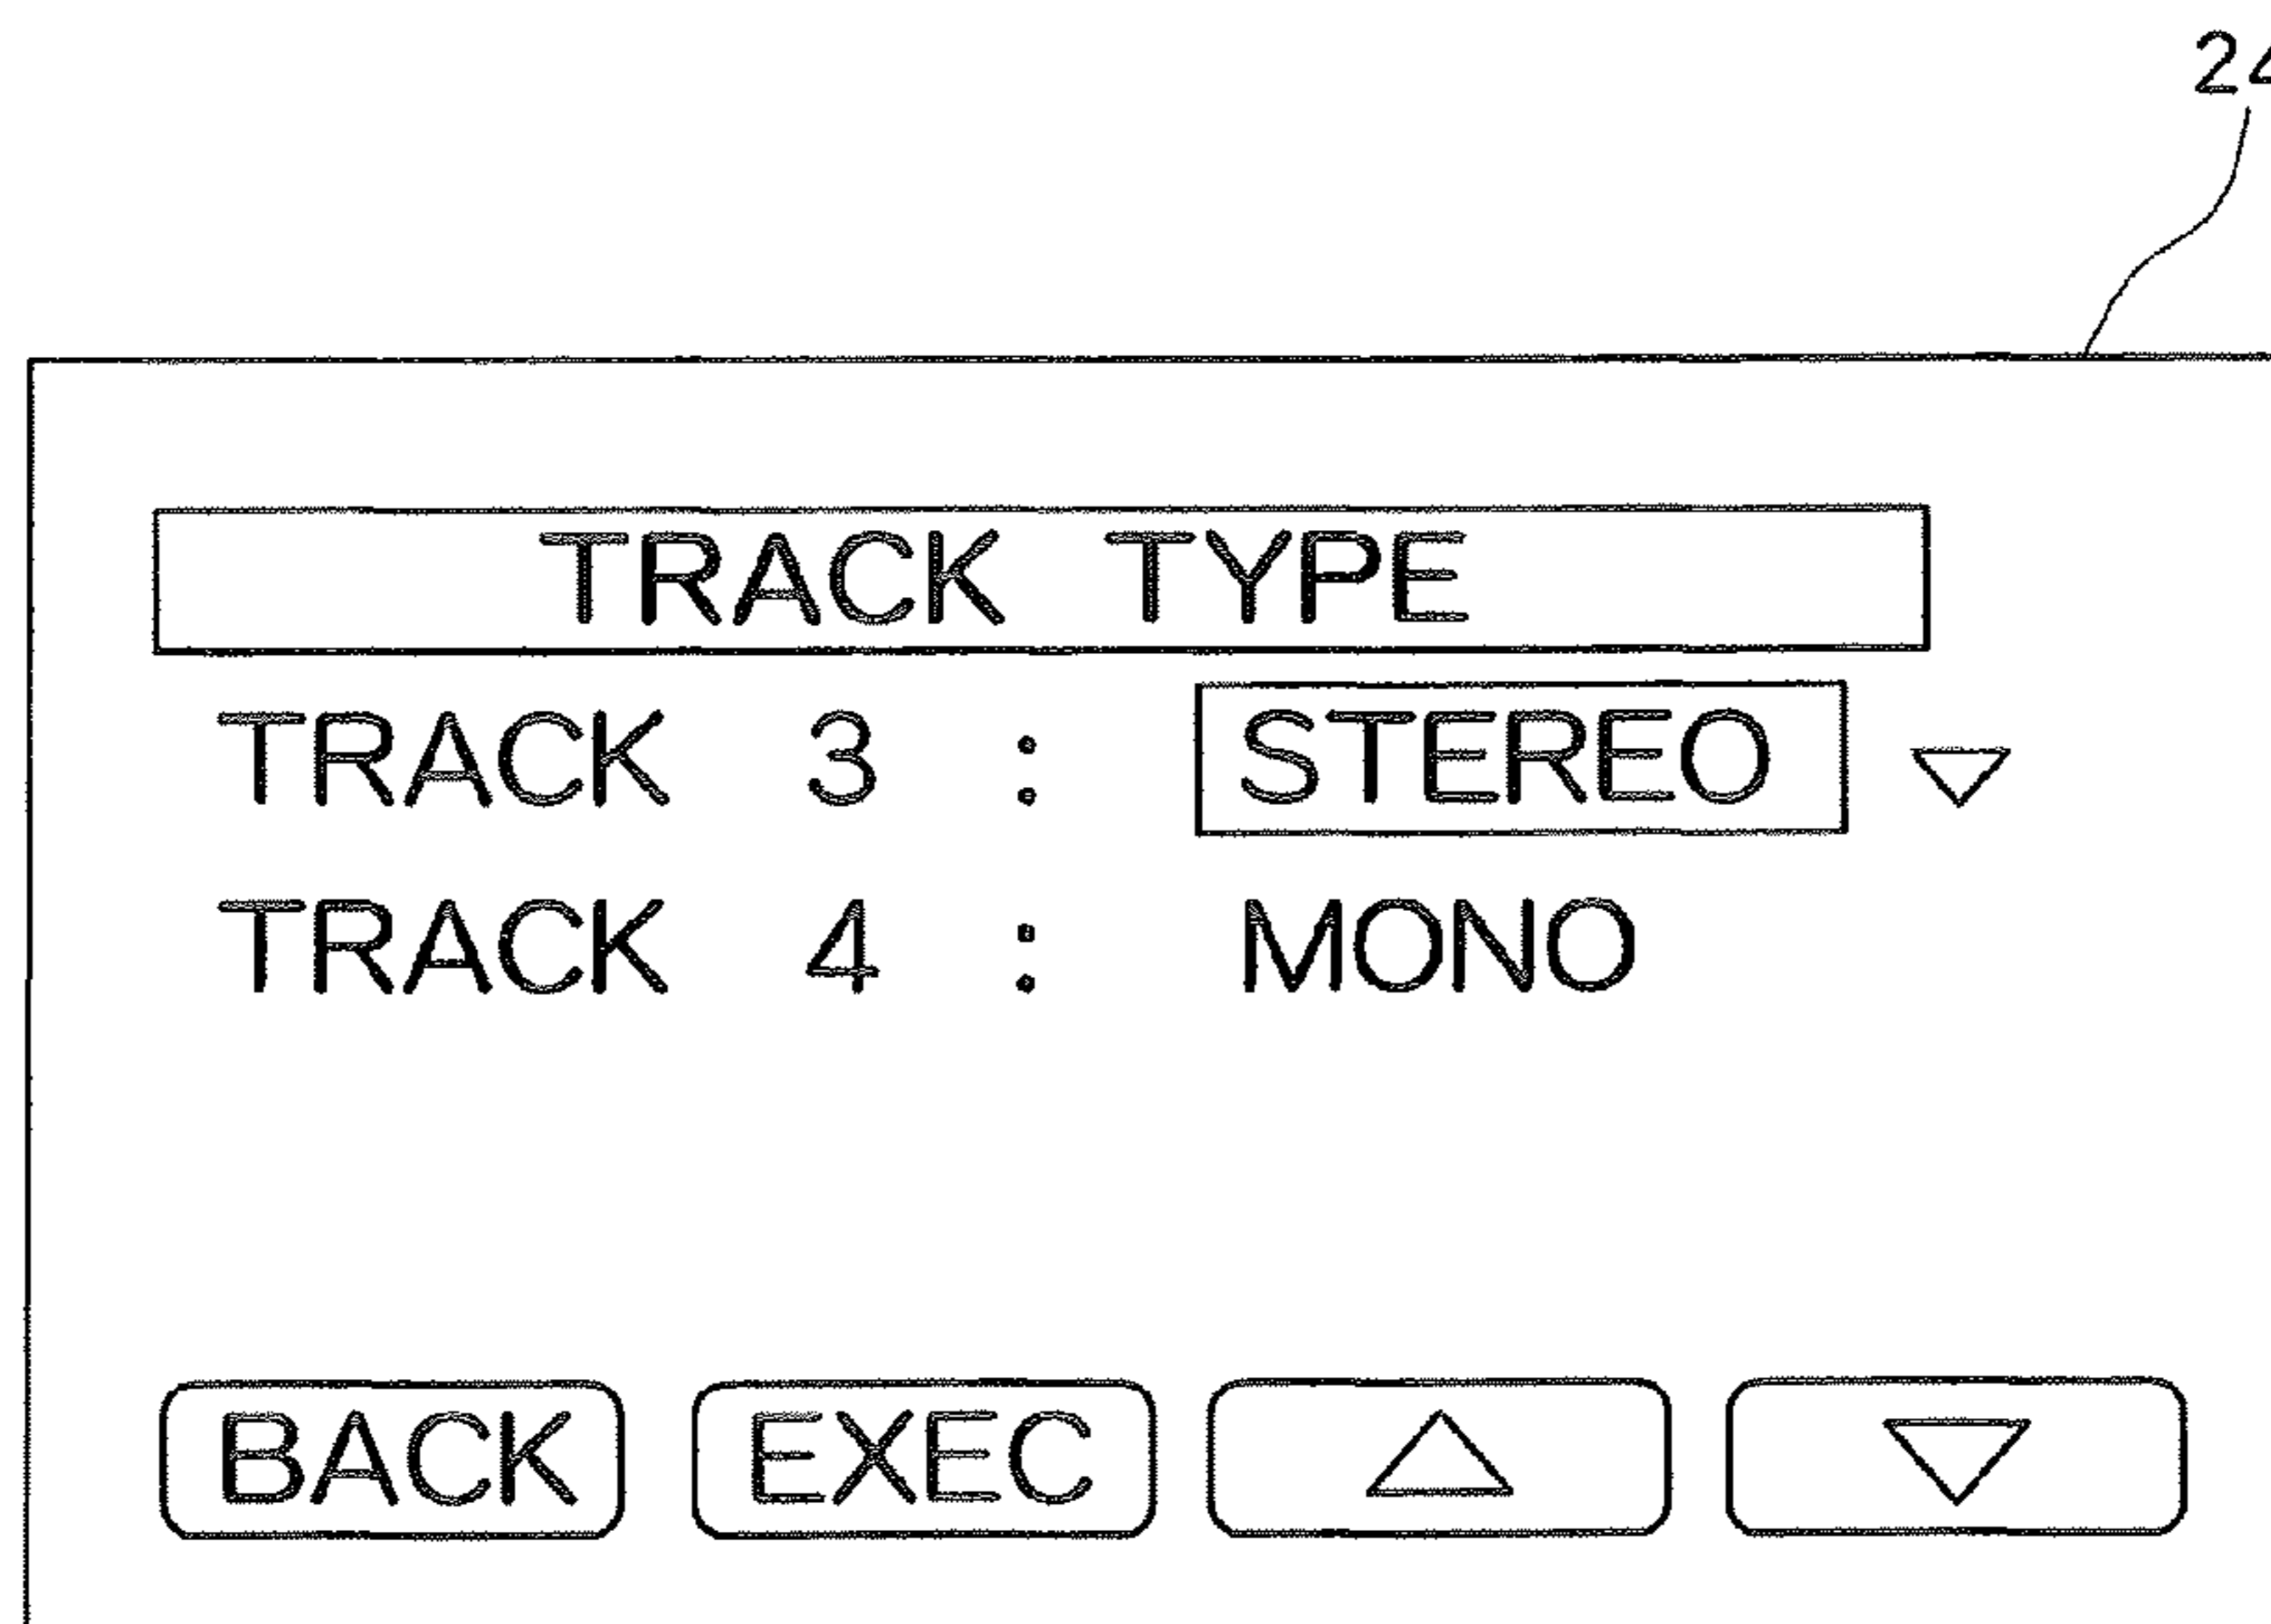 24
TRACK TYPE
TRACK 3 : STEREO ▽
TRACK 4 : MONO
BACK EXEC △ ▽